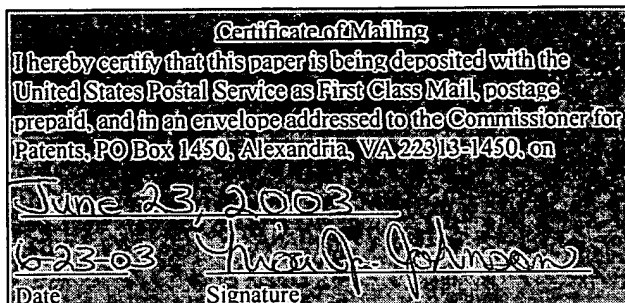 Certificate of Mailing
I hereby certify that this paper is being deposited with the
United States Postal Service as First Class Mail, postage
prepaid, and in an envelope addressed to the Commissioner for
Patents, PO Box 1450, Alexandria, VA 22313-1450, on
June 23, 2003
6-23-03 J. Johnson
Date Signature